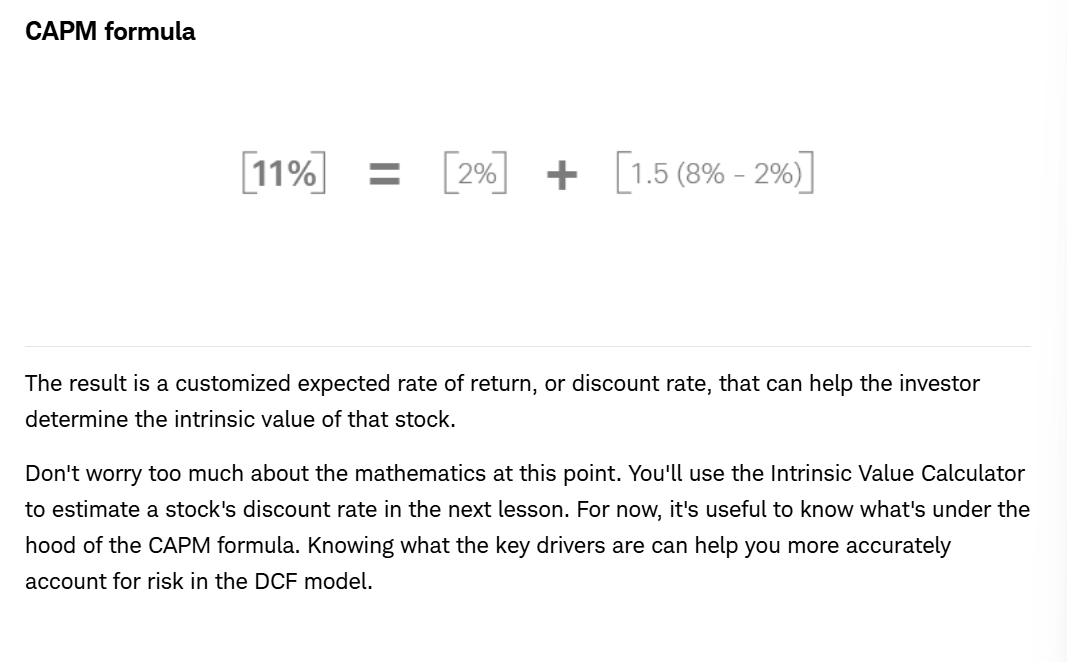 CAPM formula
[11%] = [2%] + [1.5 (8% - 2%)]
The result is a customized expected rate of return, or discount rate, that can help the investor
determine the intrinsic value of that stock.
Don't worry too much about the mathematics at this point. You'll use the Intrinsic Value Calculator
to estimate a stock's discount rate in the next lesson. For now, it's useful to know what's under the
hood of the CAPM formula. Knowing what the key drivers are can help you more accurately
account for risk in the DCF model.